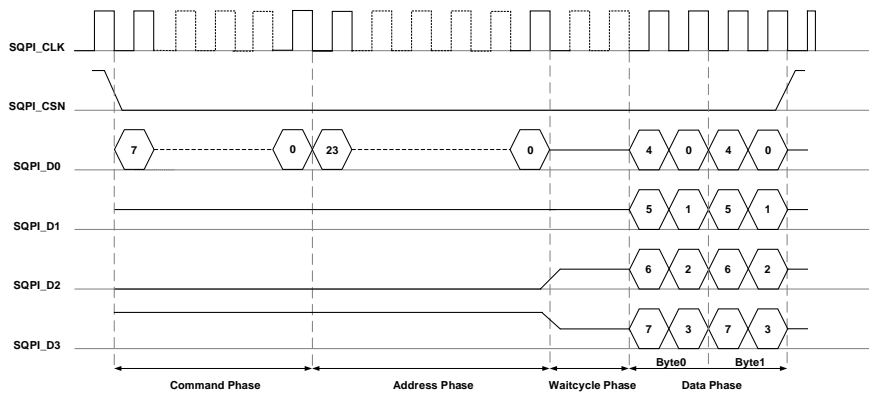 SQPI_CLK
SQPI_CSN
7 0 23 0 4 0 4 0
SQPI_D0
5 1 5 1
SQPI_D1
6 2 6 2
SQPI_D2
7 3 7 3
SQPI_D3
Byte0 Byte1
Command Phase Address Phase Waitcycle Phase Data Phase